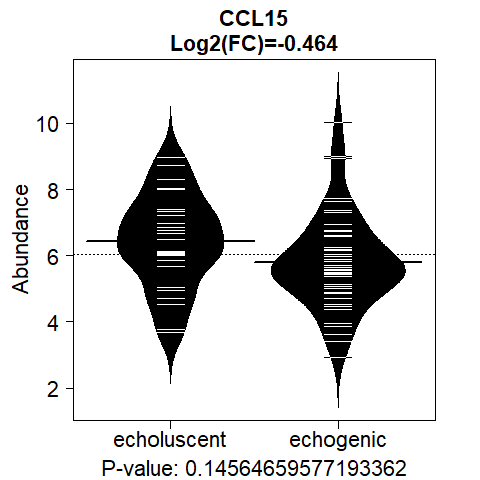 CCL15
Log2(FC)=-0.464
Abundance
10
8
6
4
2
echoluscent echogenic
P-value: 0.14564659577193362